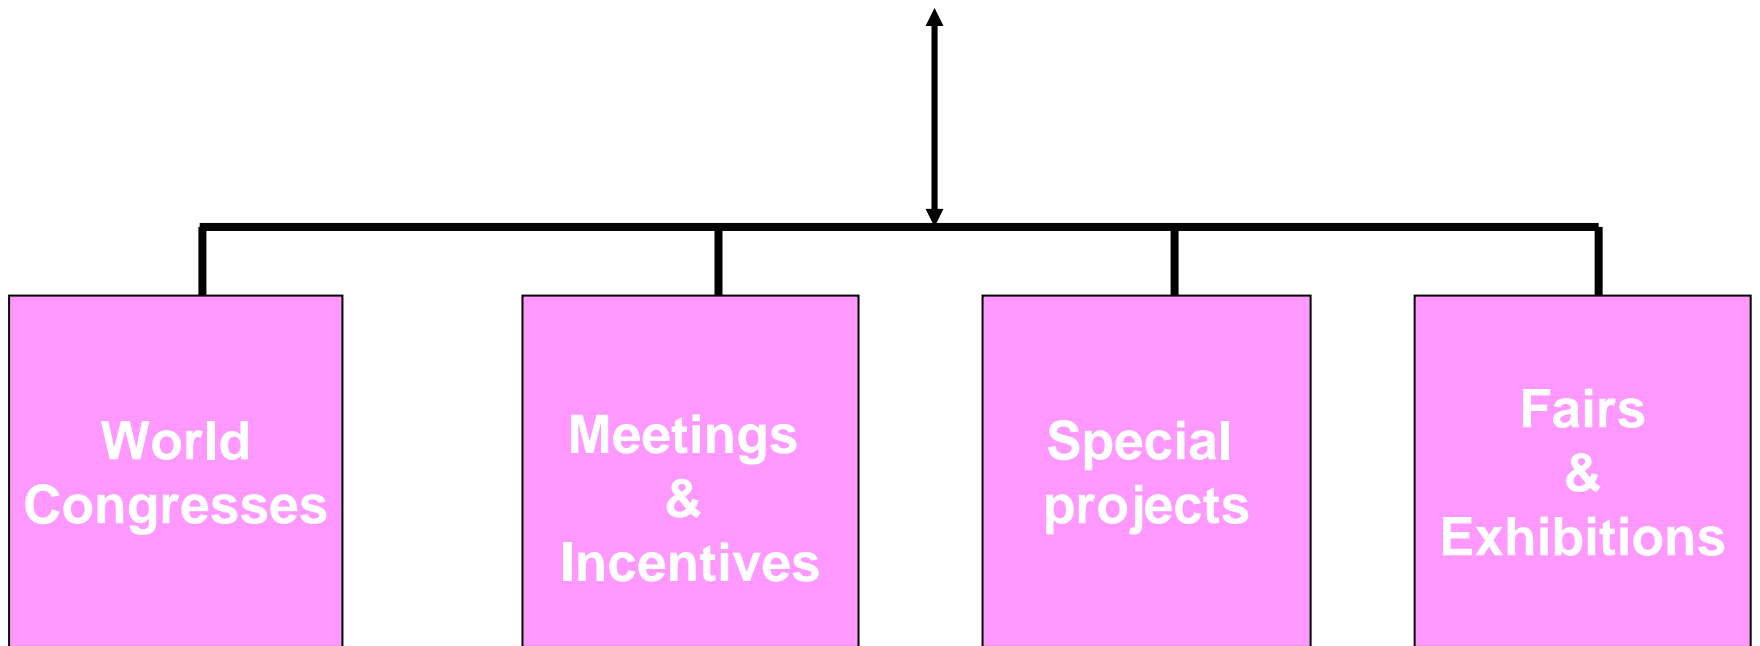 World
Congresses
Meetings
&
Incentives
Special
projects
Fairs
&
Exhibitions